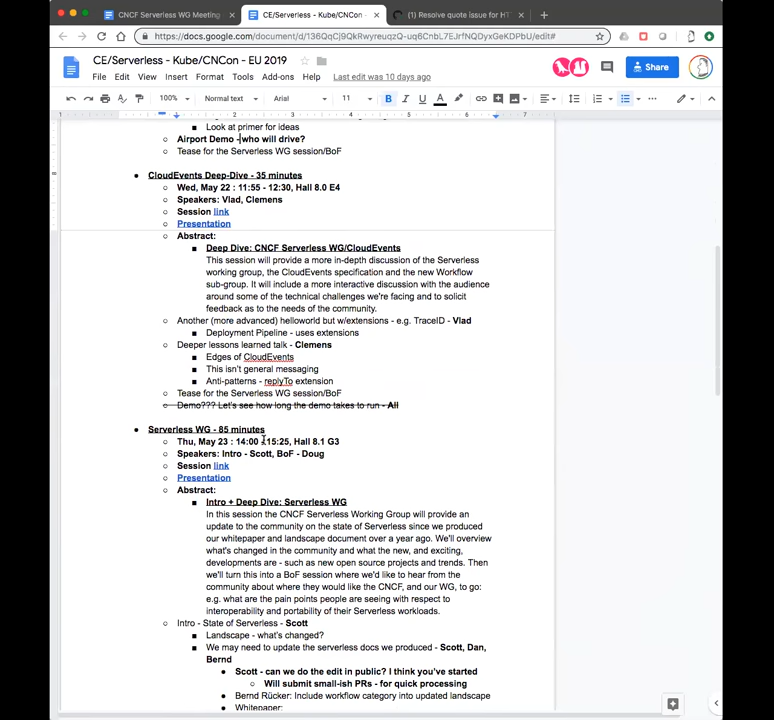 CNCF Serverless WG Meeting
CE/Serverless - Kube/CNCon -
(1) Resolve quote issue for HT
https://docs.google.com/document/d/136QqCj9QkRwyreuqzQ-uq6CnbL7EJrfNQDyxGeKDPbU/edit#
CE/Serverless - Kube/CNCon - EU 2019
File Edit View Insert Format Tools Add-ons Help Last edit was 10 days ago
Share
100% Normal text Arial 11 B I U A
1 1 2 3 4 5 6 7
Look at primer for ideas
Airport Demo - who will drive?
Tease for the Serverless WG session/BoF
CloudEvents Deep-Dive - 35 minutes
Wed, May 22 : 11:55 - 12:30, Hall 8.0 E4
Speakers: Vlad, Clemens
Session link
Presentation
Abstract:
Deep Dive: CNCF Serverless WG/CloudEvents
This session will provide a more in-depth discussion of the Serverless
working group, the CloudEvents specification and the new Workflow
sub-group. It will include a more interactive discussion with the audience
around some of the technical challenges we're facing and to solicit
feedback as to the needs of the community.
Another (more advanced) helloworld but w/extensions - e.g. TraceID - Vlad
Deployment Pipeline - uses extensions
Deeper lessons learned talk - Clemens
Edges of CloudEvents
This isn't general messaging
Anti-patterns - replyTo extension
Tease for the Serverless WG session/BoF
Demo??? Let's see how long the demo takes to run - All
Serverless WG - 85 minutes
Thu, May 23 : 14:00 - 15:25, Hall 8.1 G3
Speakers: Intro - Scott, BoF - Doug
Session link
Presentation
Abstract:
Intro + Deep Dive: Serverless WG
In this session the CNCF Serverless Working Group will provide an
update to the community on the state of Serverless since we produced
our whitepaper and landscape document over a year ago. We'll overview
what's changed in the community and what the new, and exciting,
developments are - such as new open source projects and trends. Then
we'll turn this into a BoF session where we'd like to hear from the
community about where they would like the CNCF, and our WG, to go:
e.g. what are the pain points people are seeing with respect to
interoperability and portability of their Serverless workloads.
Intro - State of Serverless - Scott
Landscape - what's changed?
We may need to update the serverless docs we produced - Scott, Dan,
Bernd
Scott - can we do the edit in public? I think you've started
Will submit small-ish PRs - for quick processing
Bernd Rücker: Include workflow category into updated landscape
Whitepaper: